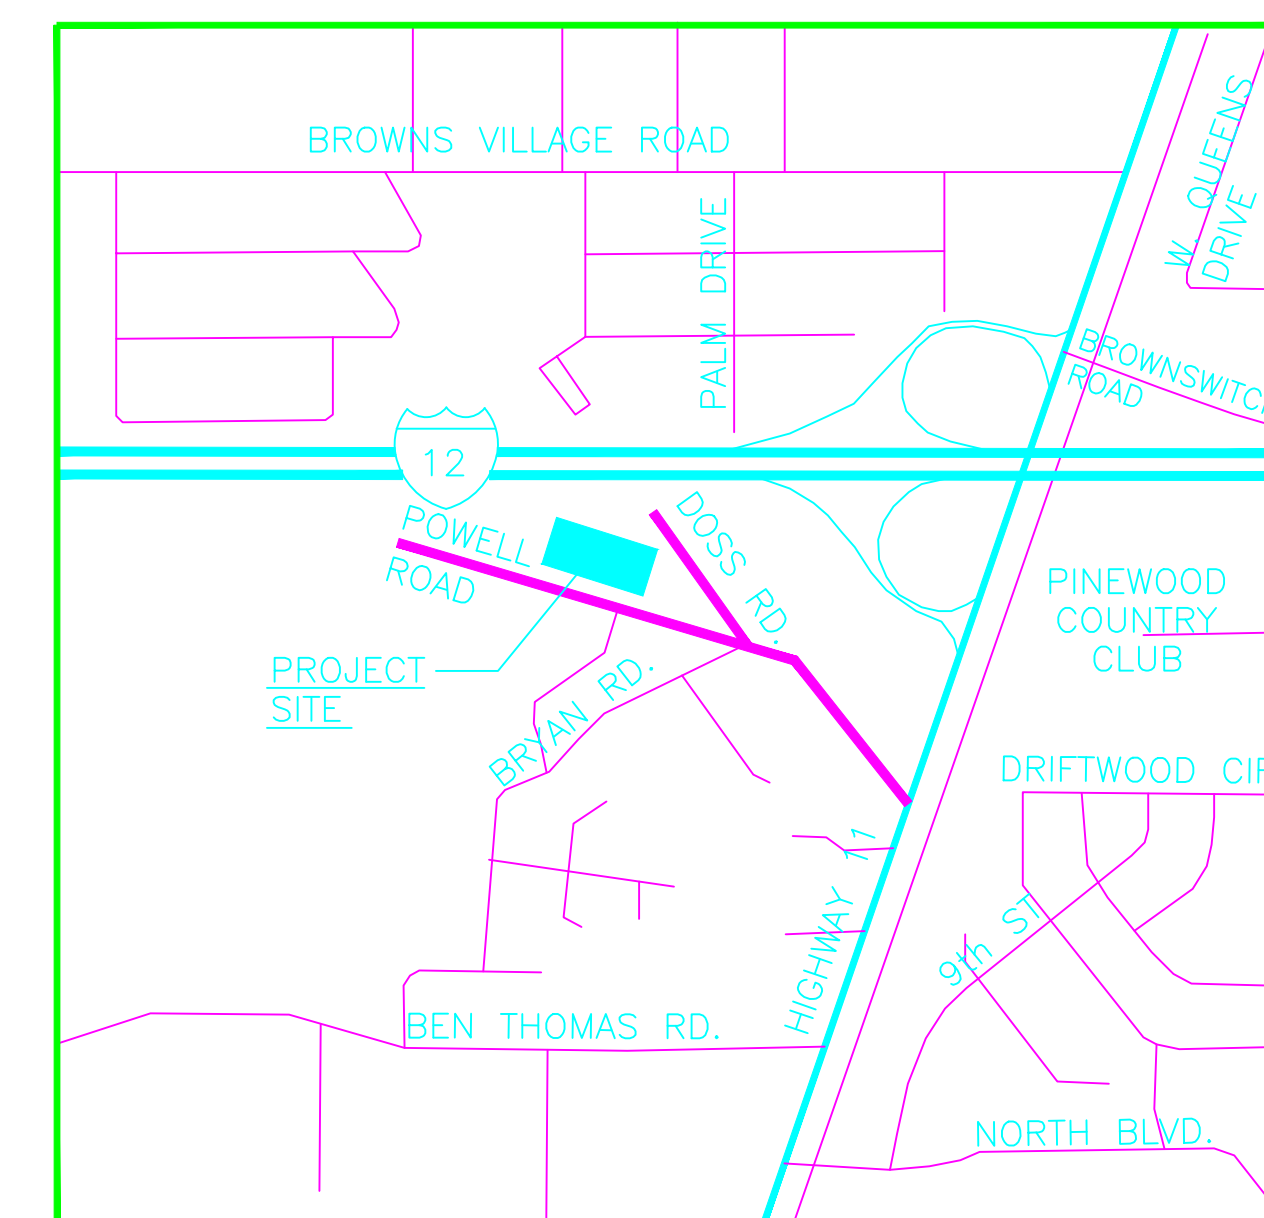 BROWNS VILLAGE ROAD
W. QUEENS
DRIVE
PALM DRIVE
BROWNSWITC
ROAD
12
POWELL
ROAD
DOSS RD.
PINEWOOD
COUNTRY
CLUB
PROJECT
SITE
BRYAN RD.
DRIFTWOOD CIR
HIGHWAY 11
9th ST
BEN THOMAS RD.
NORTH BLVD.